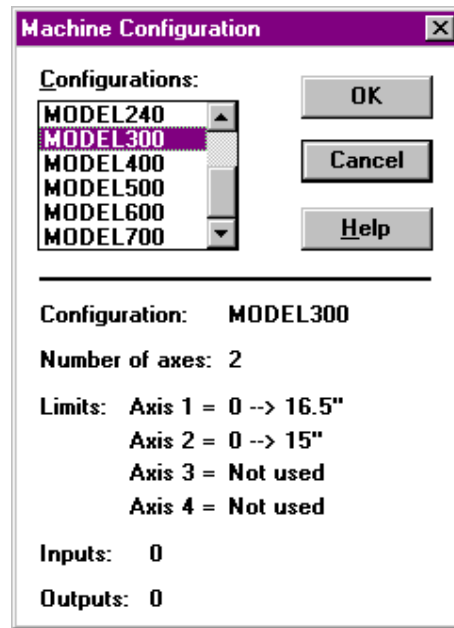 Machine Configuration
Configurations:
OK
MODEL240
MODEL300
MODEL400
MODEL500
MODEL600
MODEL700
Cancel
Help
Configuration: MODEL300
Number of axes: 2
Limits: Axis 1 = 0 --> 16.5"
Axis 2 = 0 --> 15"
Axis 3 = Not used
Axis 4 = Not used
Inputs: 0
Outputs: 0